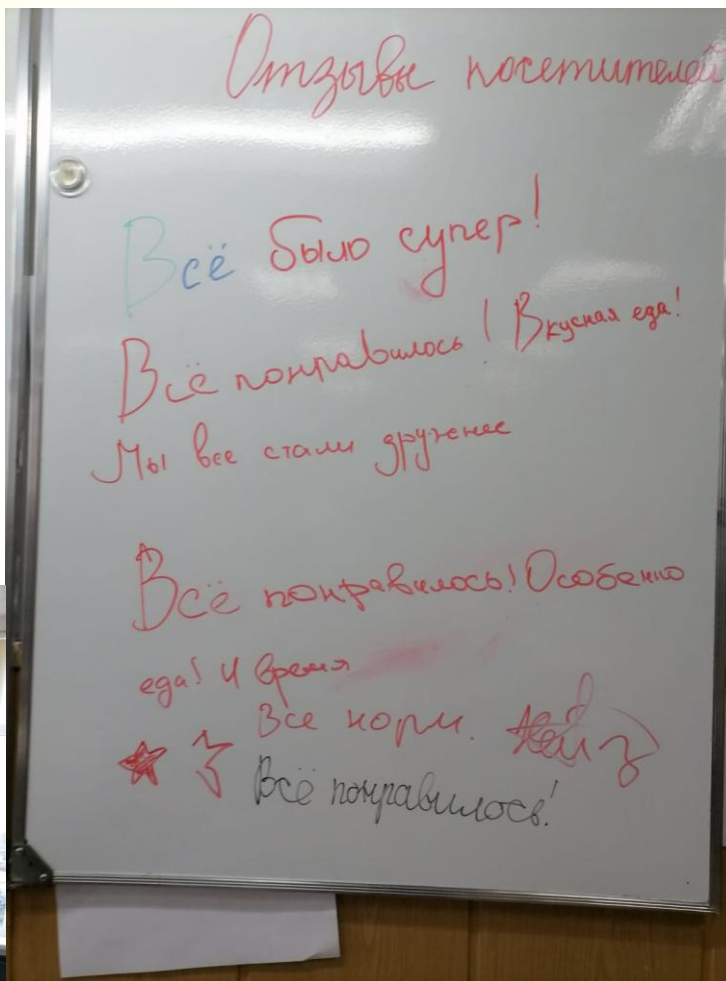 Отзывы посетителей
Всё было супер!
Всё понравилось! Вкусная еда!
Мы все стали дружнее
Всё понравилось! Особенно
еда! И время
Все норм.
Всё понравилось!